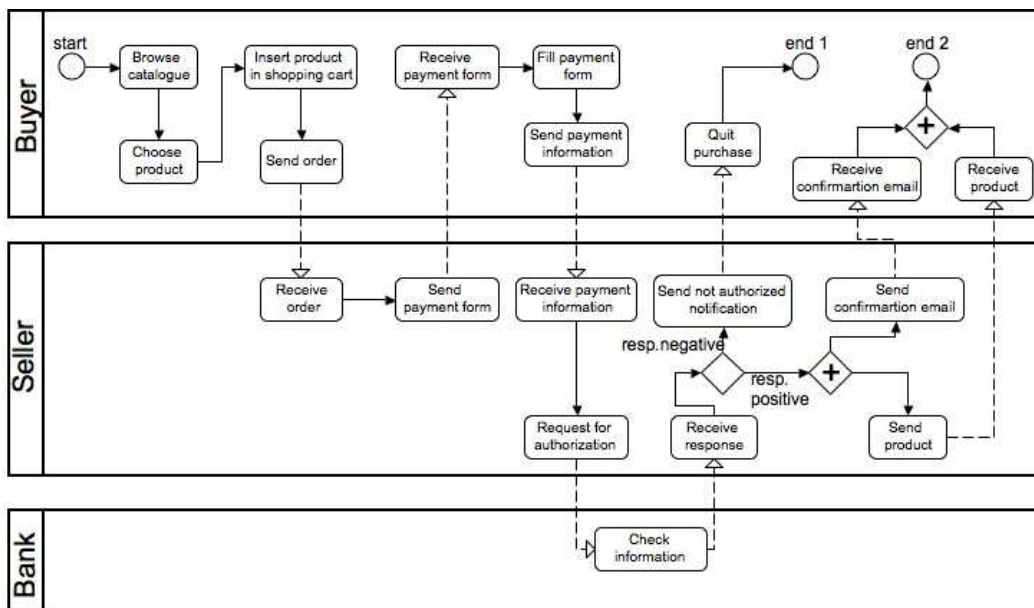 Buyer
start
Browse
catalogue
Choose
product
Insert product
in shopping cart
Send order
Receive
payment form
Fill payment
form
Send payment
information
Quit
purchase
end 1
end 2
+
Receive
confirmartion email
Receive
product
Seller
Receive
order
Send
payment form
Receive payment
information
Request for
authorization
Send not authorized
notification
resp.negative
resp.
positive
Receive
response
+
Send
confirmartion email
Send
product
Bank
Check
information